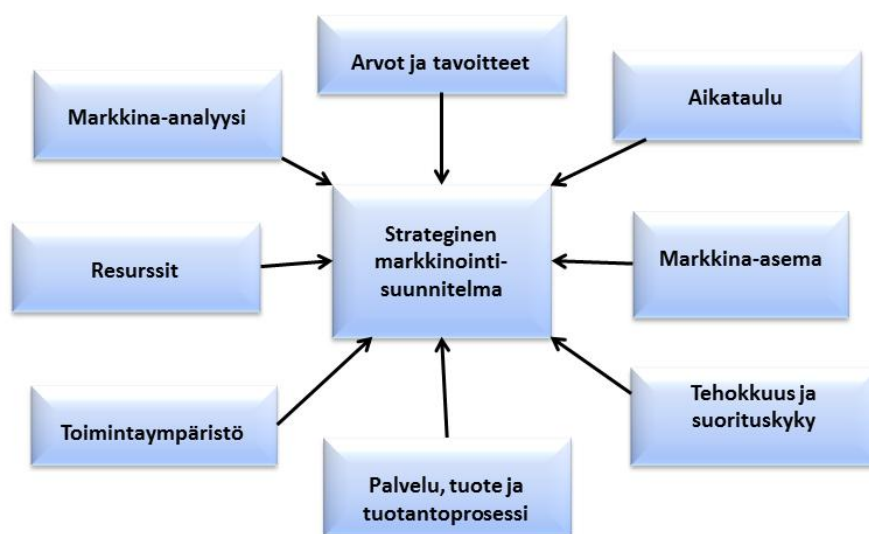 Arvot ja tavoitteet
Markkina-analyysi
Aikataulu
Strateginen
markkinointi-
suunnitelma
Resurssit
Markkina-asema
Toimintaympäristö
Tehokkuus ja
suorituskyky
Palvelu, tuote ja
tuotantoprosessi